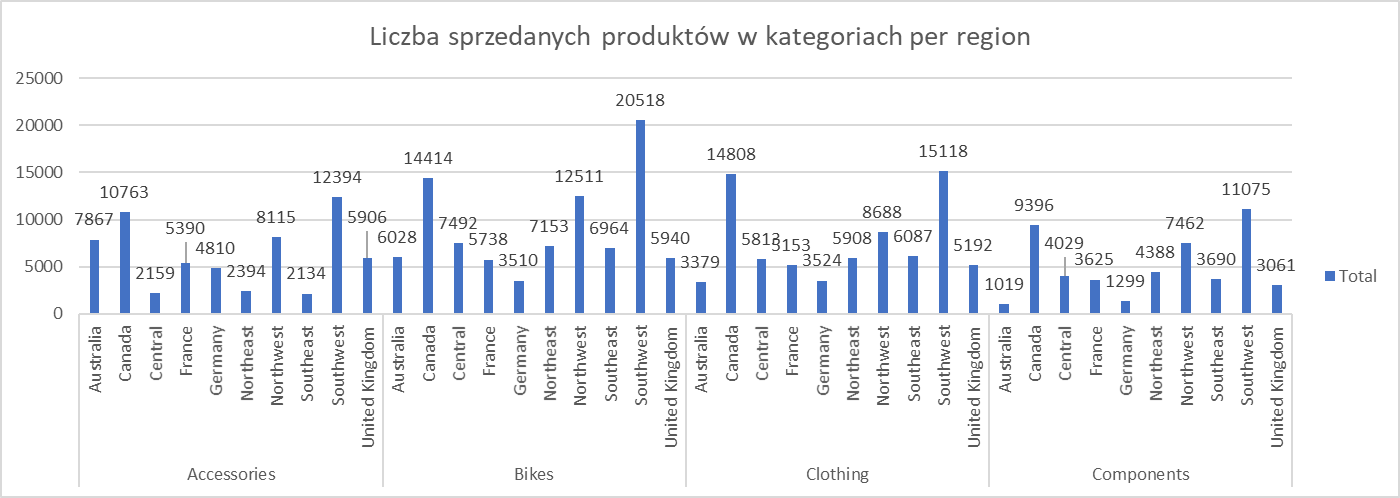 Liczba sprzedanych produktów w kategoriach per region
25000
20000
15000
10000
5000
0
7867
10763
2159
5390
4810
2394
8115
2134
12394
5906
6028
14414
7492
5738
3510
7153
12511
6964
20518
5940
3379
14808
5813
5153
3524
5908
8688
6087
15118
5192
1019
9396
4029
3625
1299
4388
7462
3690
11075
3061
Total
Australia
Canada
Central
France
Germany
Northeast
Northwest
Southeast
Southwest
United Kingdom
Australia
Canada
Central
France
Germany
Northeast
Northwest
Southeast
Southwest
United Kingdom
Australia
Canada
Central
France
Germany
Northeast
Northwest
Southeast
Southwest
United Kingdom
Australia
Canada
Central
France
Germany
Northeast
Northwest
Southeast
Southwest
United Kingdom
Accessories
Bikes
Clothing
Components